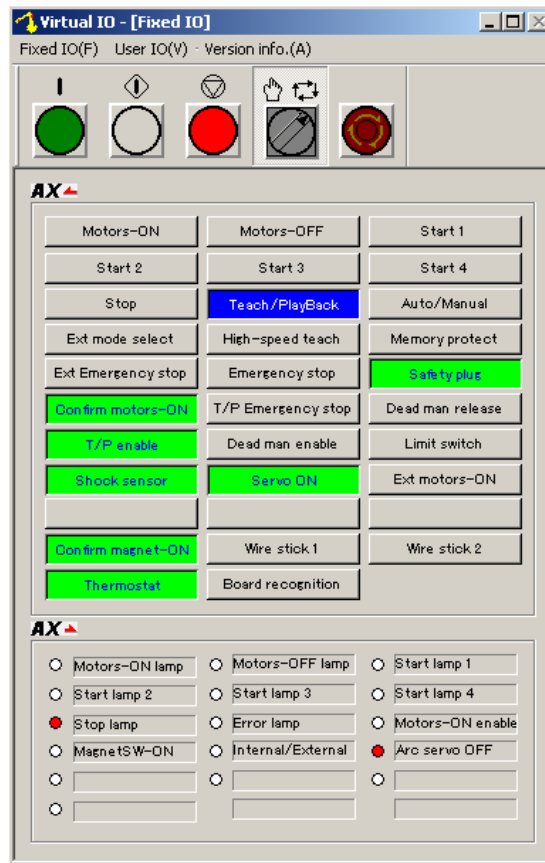 Virtual IO - [Fixed IO]
Fixed IO(F) User IO(V) Version info.(A)
AX
Motors-ON Motors-OFF Start 1
Start 2 Start 3 Start 4
Stop Teach/PlayBack Auto/Manual
Ext mode select High-speed teach Memory protect
Ext Emergency stop Emergency stop Safety plug
Confirm motors-ON T/P Emergency stop Dead man release
T/P enable Dead man enable Limit switch
Shock sensor Servo ON Ext motors-ON
Confirm magnet-ON Wire stick 1 Wire stick 2
Thermostat Board recognition
AX
Motors-ON lamp Motors-OFF lamp Start lamp 1
Start lamp 2 Start lamp 3 Start lamp 4
Stop lamp Error lamp Motors-ON enable
MagnetSW-ON Internal/External Arc servo OFF